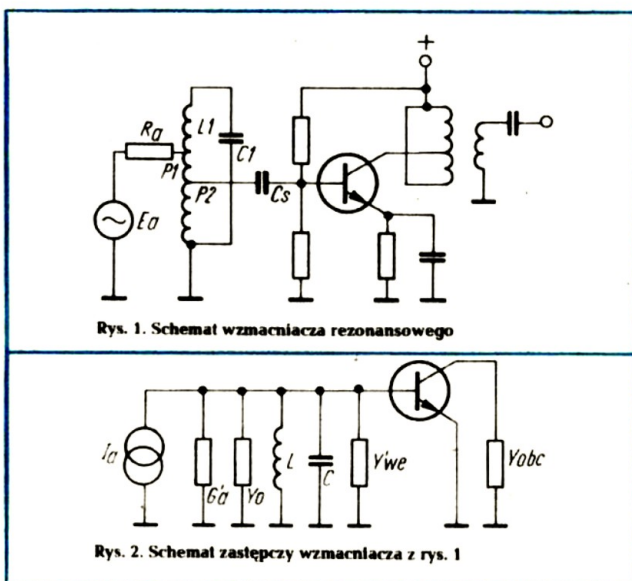 +
L1
Ra
C1
P1
P2
Cs
Ea
Rys. 1. Schemat wzmacniacza rezonansowego
Ia
G'a
Yo
L
C
Y'we
Yobc
Rys. 2. Schemat zastępczy wzmacniacza z rys. 1